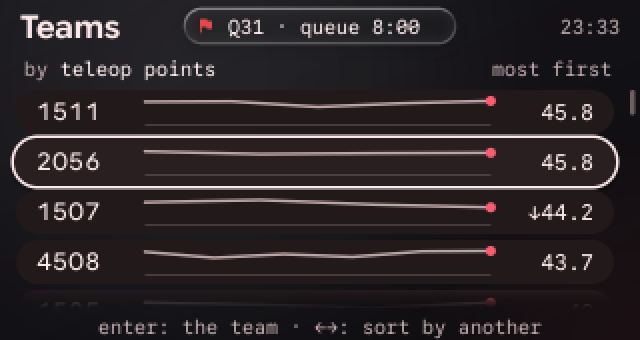 Teams
Q31 · queue 8:00
23:33
by teleop points
most first
1511 45.8
2056 45.8
1507 ↓44.2
4508 43.7
enter: the team · ↔: sort by another